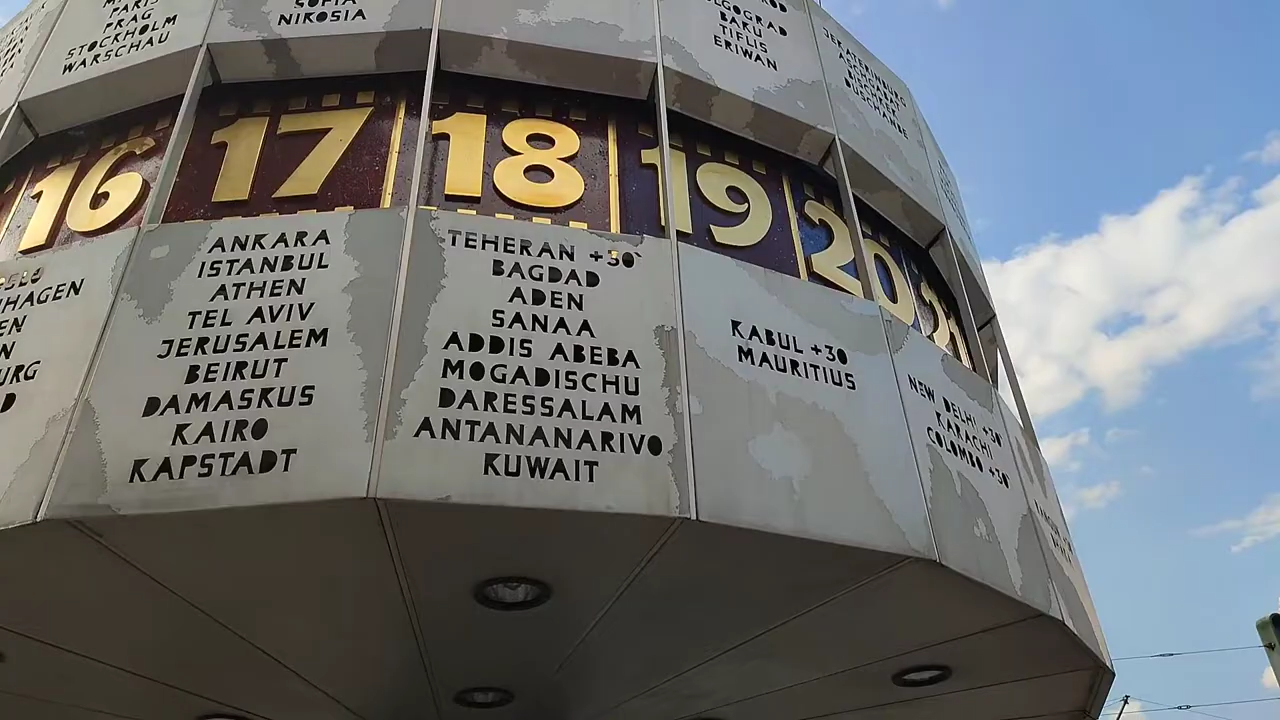 PARIS
PRAG
STOCKHOLM
WARSCHAU
SOFIA
NIKOSIA
BAKU
TIFLIS
ERIWAN
16
17
18
19
20
ANKARA
ISTANBUL
ATHEN
TEL AVIV
JERUSALEM
BEIRUT
DAMASKUS
KAIRO
KAPSTADT
TEHERAN +30'
BAGDAD
ADEN
SANAA
ADDIS ABEBA
MOGADISCHU
DARESSALAM
ANTANANARIVO
KUWAIT
KABUL +30
MAURITIUS
NEW DELHI +30'
KARACHI
COLOMBO +30'